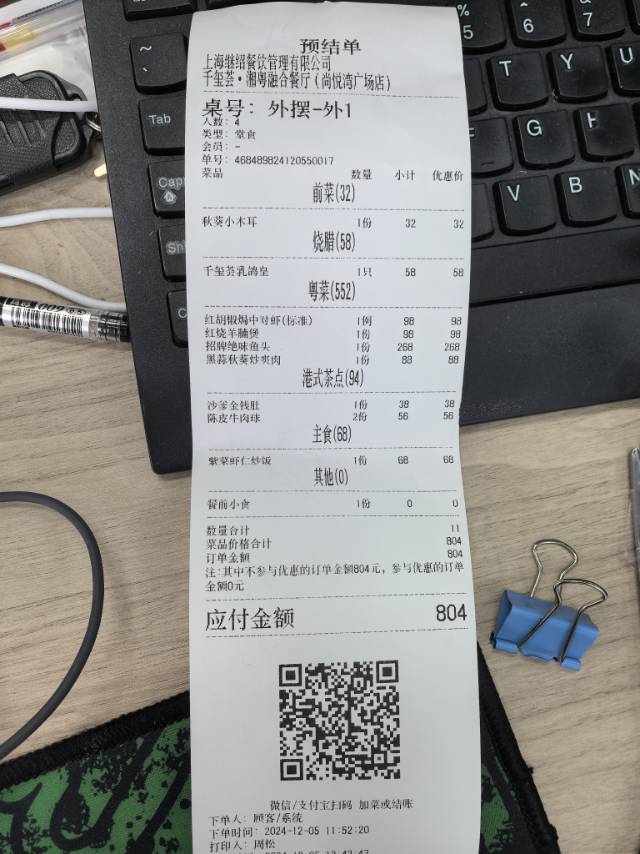 预结单
上海继绍餐饮管理有限公司
千玺荟·湘粤融合餐厅(尚悦湾广场店)
桌号: 外摆-外1
人数: 4
类型: 堂食
会员: -
单号: 468489824120550017
菜品 数量 小计 优惠价
前菜(32)
秋葵小木耳 1份 32 32
烧腊(58)
千玺荟乳鸽皇 1只 58 58
粤菜(552)
红胡椒焗中对虾(标准) 1例 98 98
红烧羊腩煲 1份 98 98
招牌绝味鱼头 1份 268 268
黑蒜秋葵炒爽肉 1份 88 88
港式茶点(94)
沙爹金钱肚 1份 38 38
陈皮牛肉球 2份 56 56
主食(68)
紫菜虾仁炒饭 1份 68 68
其他(0)
餐前小食 1份 0 0
数量合计 11
菜品价格合计 804
订单金额 804
注:其中不参与优惠的订单金额804元，参与优惠的订单
金额0元
应付金额 804
微信/支付宝扫码 加菜或结账
下单人: 顾客/系统
下单时间: 2024-12-05 11:52:20
打印人: 周松
%
5
^
6
&
7
~
`
T
Y
U
Tab
G
H
V
B
N